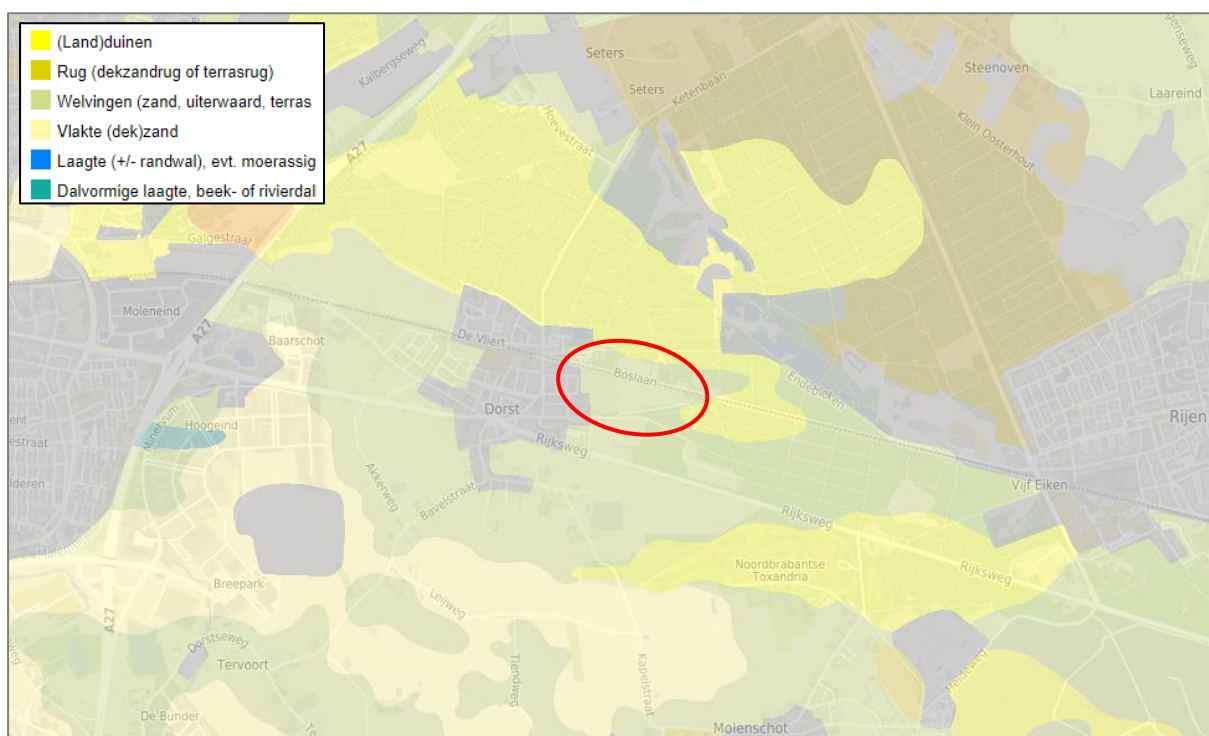 (Land)duinen
Rug (dekzandrug of terrasrug)
Welvingen (zand, uiterwaard, terras
Vlakte (dek)zand
Laagte (+/- randwal), evt. moerassig
Dalvormige laagte, beek- of rivierdal
Kalbergseweg
Seters
Seters
Ketenbaan
Steenoven
Laareind
Klein Oosterhout
Hoevestraat
A27
Galgestraat
Moleneind
A27
De Vliert
Baarschot
Boslaan
Endebieken
Dorst
Rijen
Hoogeind
Minervum
Rijksweg
Akkerweg
Bavelstraat
Vijf Eiken
Rijksweg
Noordbrabantse
Toxandria
Rijksweg
Breepark
Leijweg
A27
Dorstseweg
Tervoort
Tiendweg
Kapelstraat
Heideweg
De Bunder
Molenschot